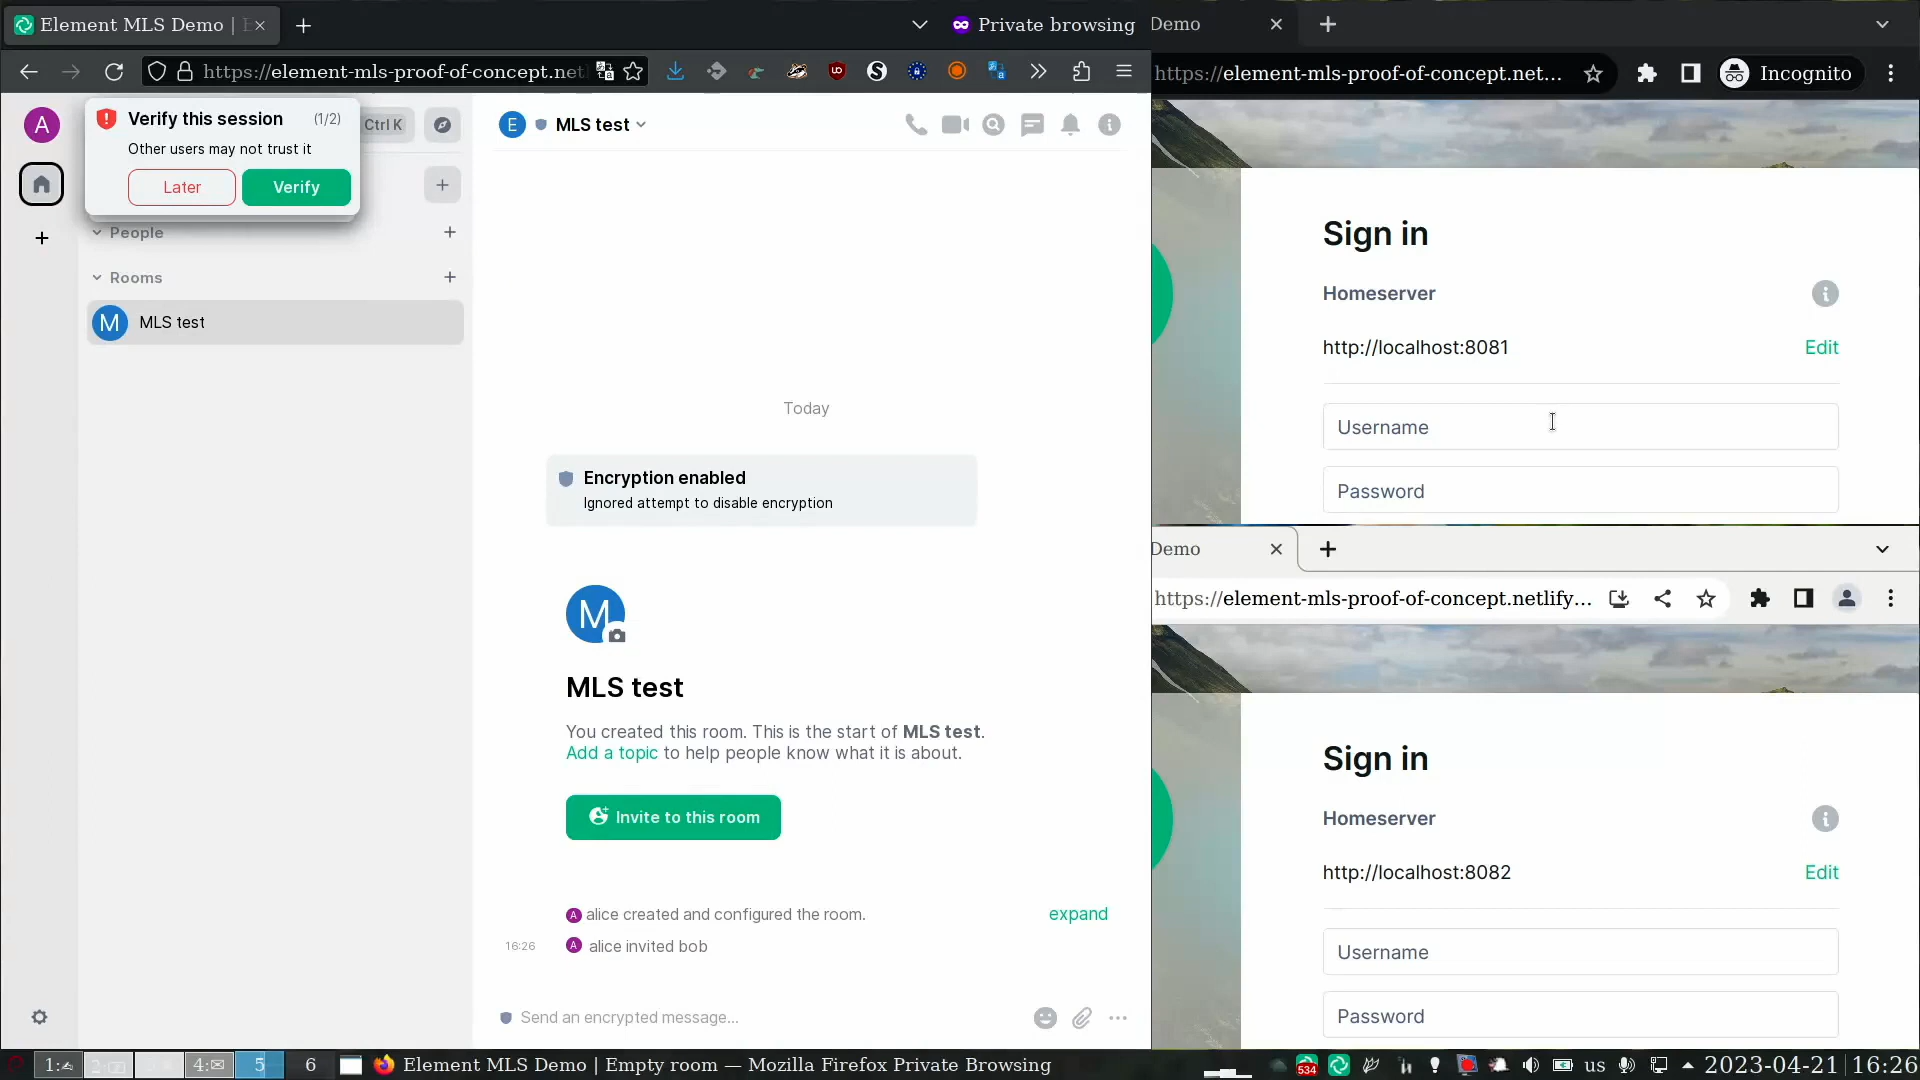 Element MLS Demo | E
Private browsing
https://element-mls-proof-of-concept.net
A
Verify this session (1/2)
Other users may not trust it
Later
Verify
Ctrl K
People
Rooms
M MLS test
E MLS test
Today
Encryption enabled
Ignored attempt to disable encryption
M
MLS test
You created this room. This is the start of MLS test.
Add a topic to help people know what it is about.
Invite to this room
A alice created and configured the room. expand
16:26 A alice invited bob
Send an encrypted message...
Demo
https://element-mls-proof-of-concept.net... Incognito
Sign in
Homeserver
http://localhost:8081 Edit
Username
Password
Demo
https://element-mls-proof-of-concept.netlify...
Sign in
Homeserver
http://localhost:8082 Edit
Username
Password
1: 4: 5 6 Element MLS Demo | Empty room — Mozilla Firefox Private Browsing 534 us 2023-04-21 16:26